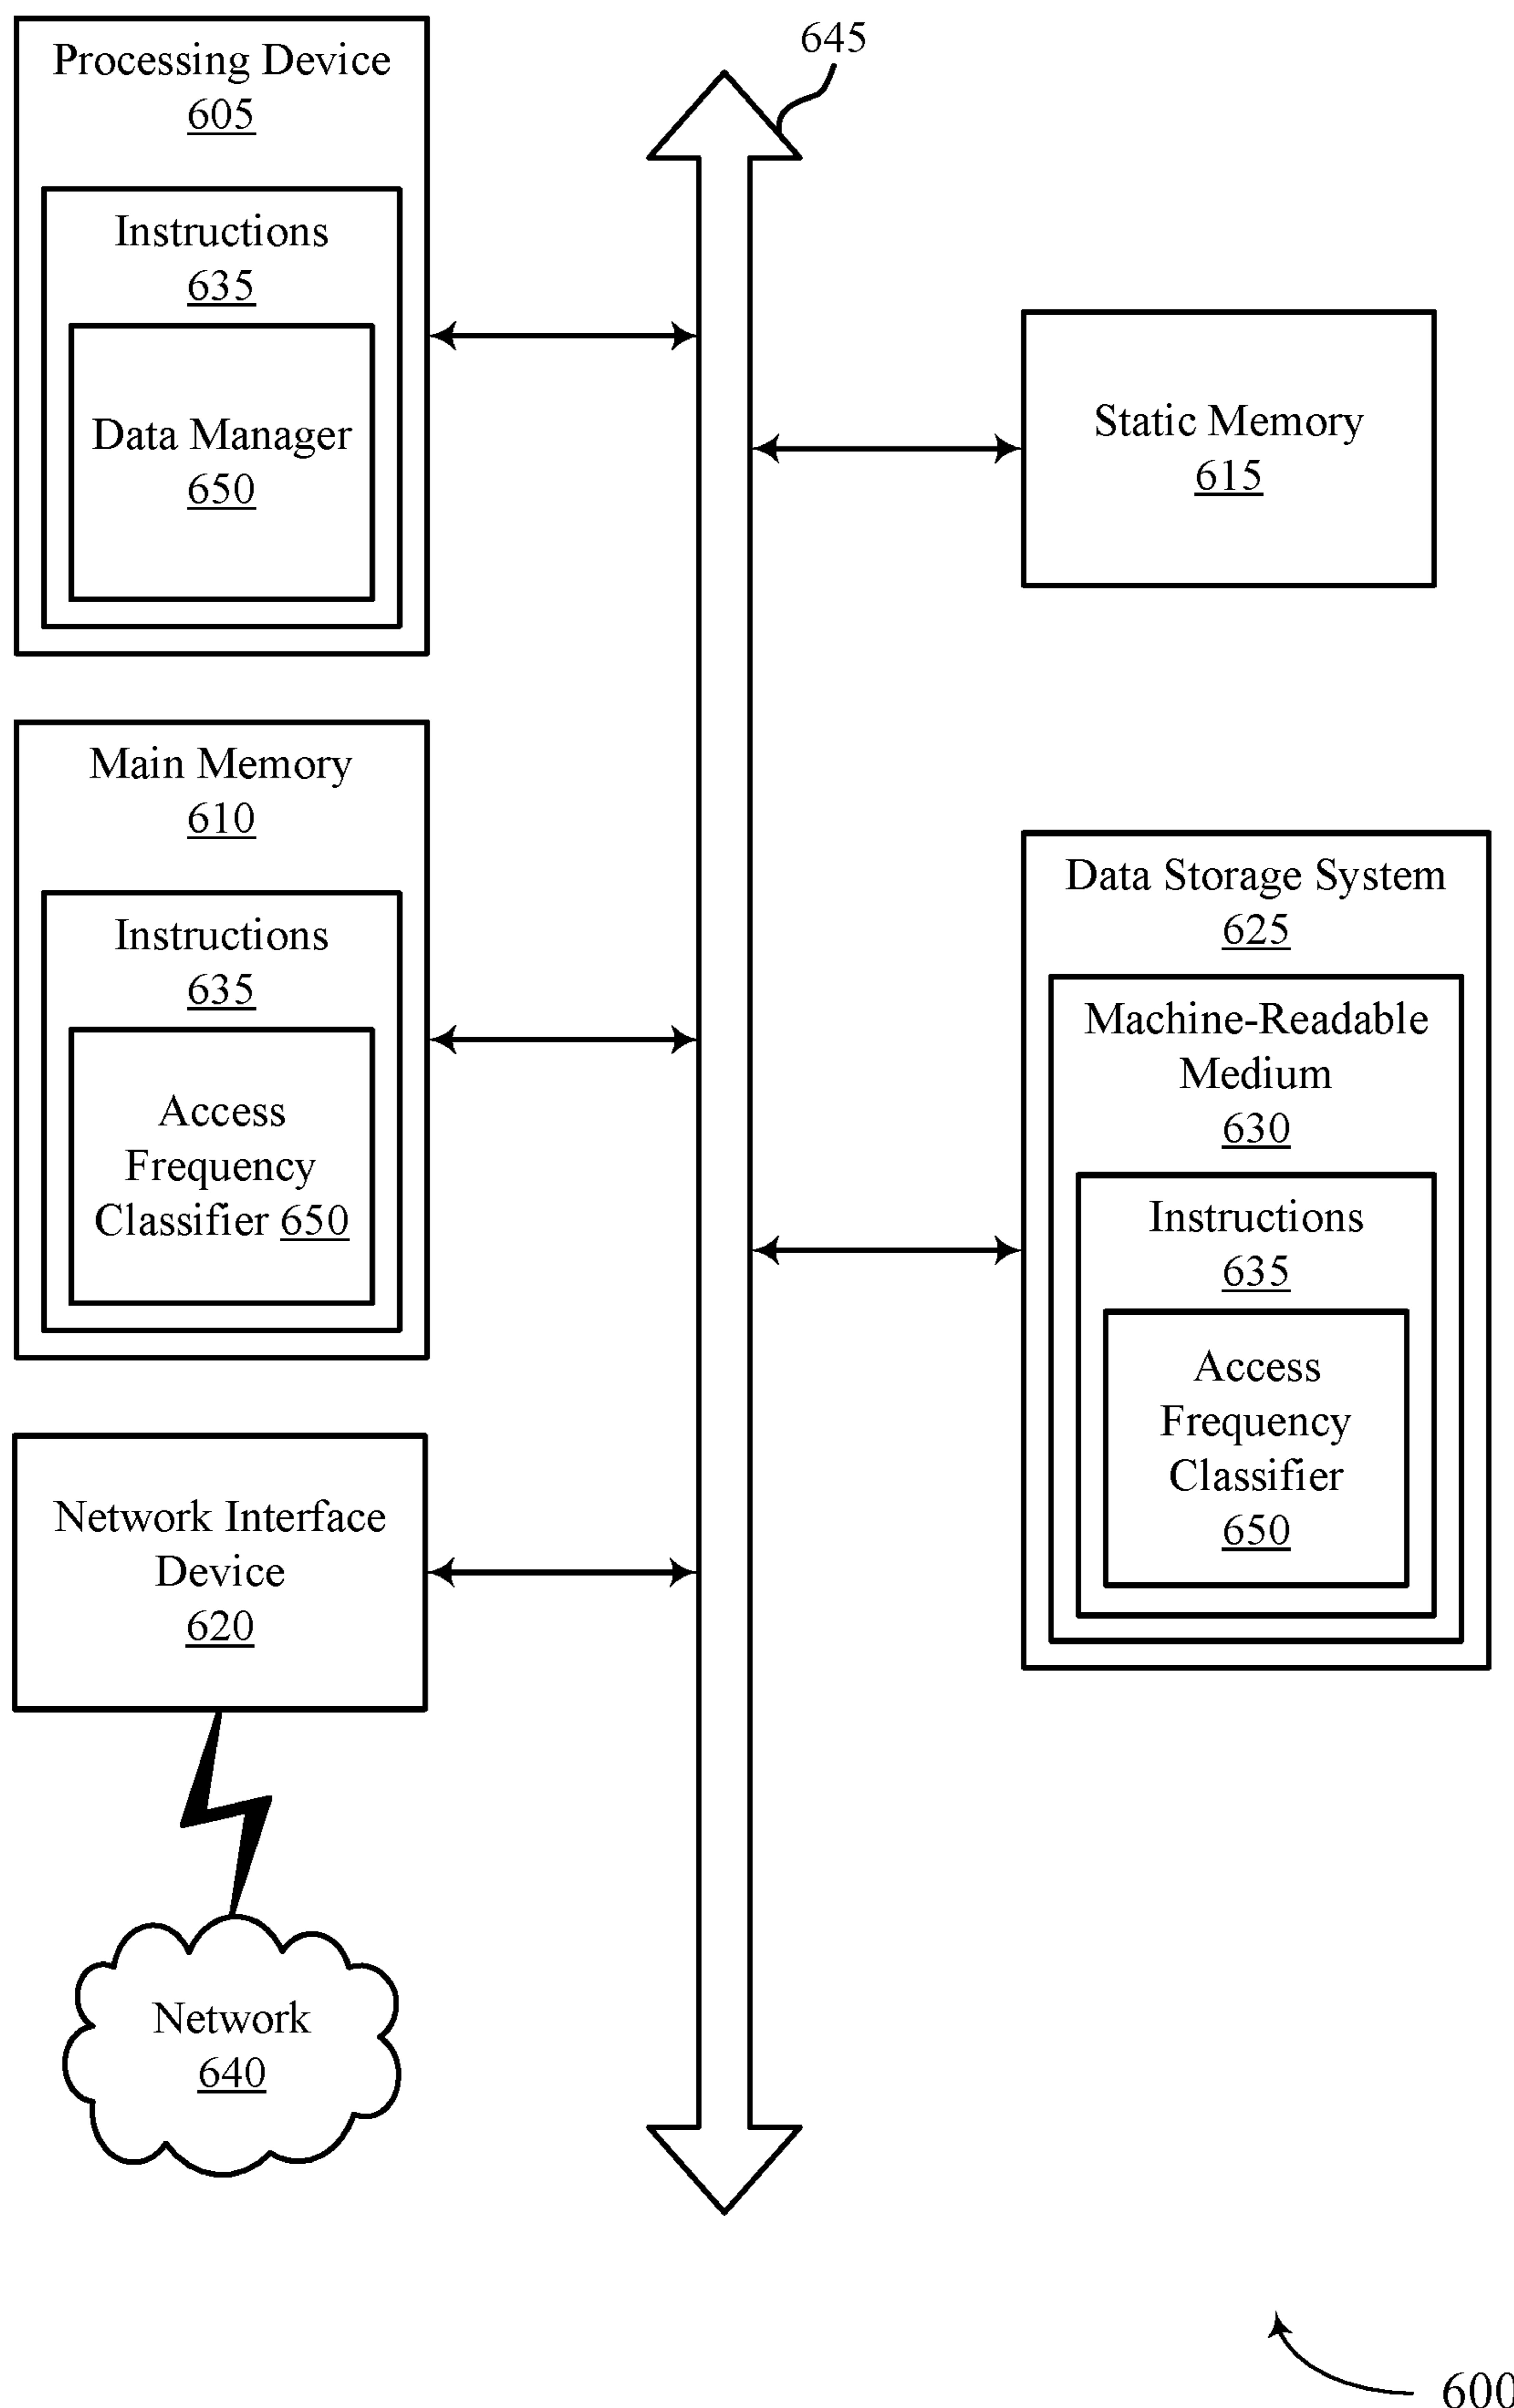 645
Processing Device
605
Instructions
635
Data Manager
650
Static Memory
615
Main Memory
610
Instructions
635
Access
Frequency
Classifier 650
Data Storage System
625
Machine-Readable
Medium
630
Instructions
635
Access
Frequency
Classifier
650
Network Interface
Device
620
Network
640
600